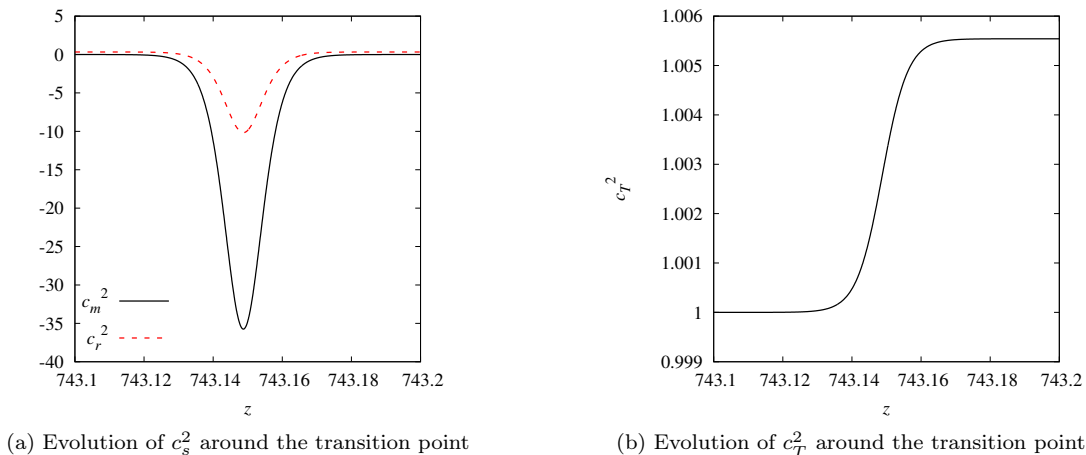 5
0
-5
-10
-15
-20
-25
-30
-35
-40
c_m^2
c_r^2
743.1 743.12 743.14 743.16 743.18 743.2
z
(a) Evolution of c_s^2 around the transition point
1.006
1.005
1.004
1.003
1.002
1.001
1
0.999
c_T^2
743.1 743.12 743.14 743.16 743.18 743.2
z
(b) Evolution of c_T^2 around the transition point